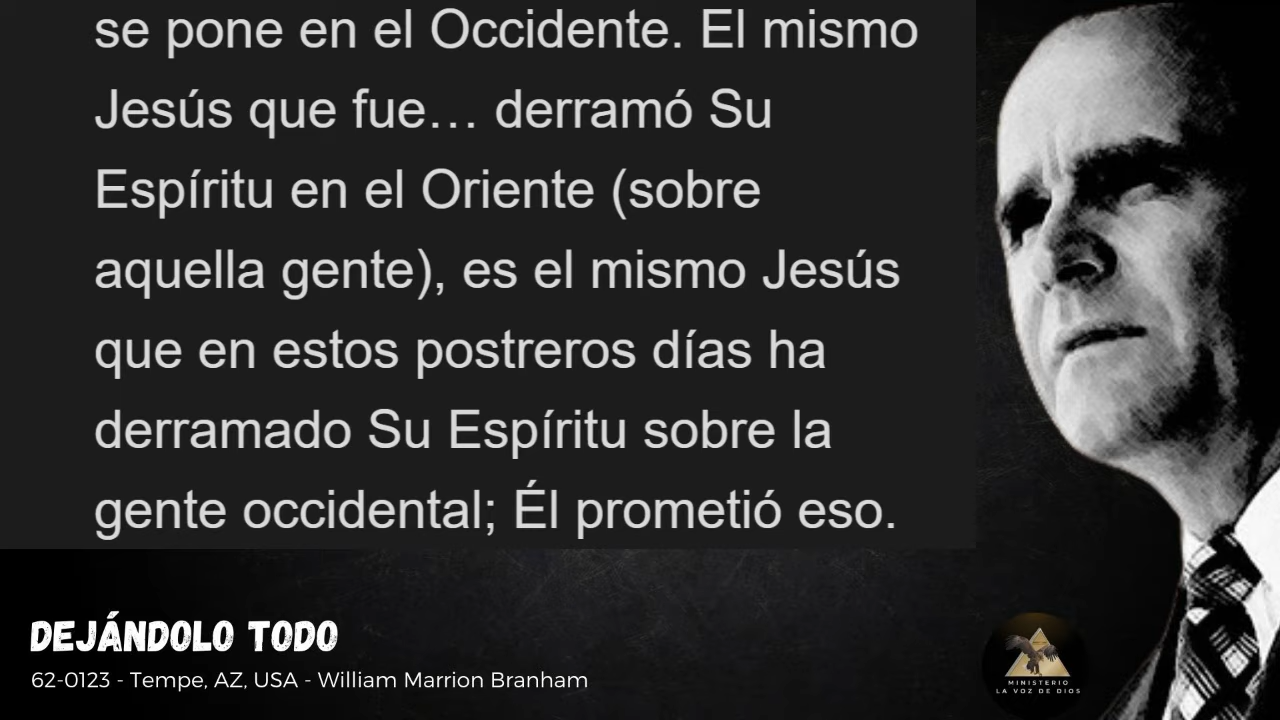 se pone en el Occidente. El mismo
Jesús que fue… derramó Su
Espíritu en el Oriente (sobre
aquella gente), es el mismo Jesús
que en estos postreros días ha
derramado Su Espíritu sobre la
gente occidental; Él prometió eso.
DEJÁNDOLO TODO
62-0123 - Tempe, AZ, USA - William Marrion Branham
MINISTERIO
LA VOZ DE DIOS